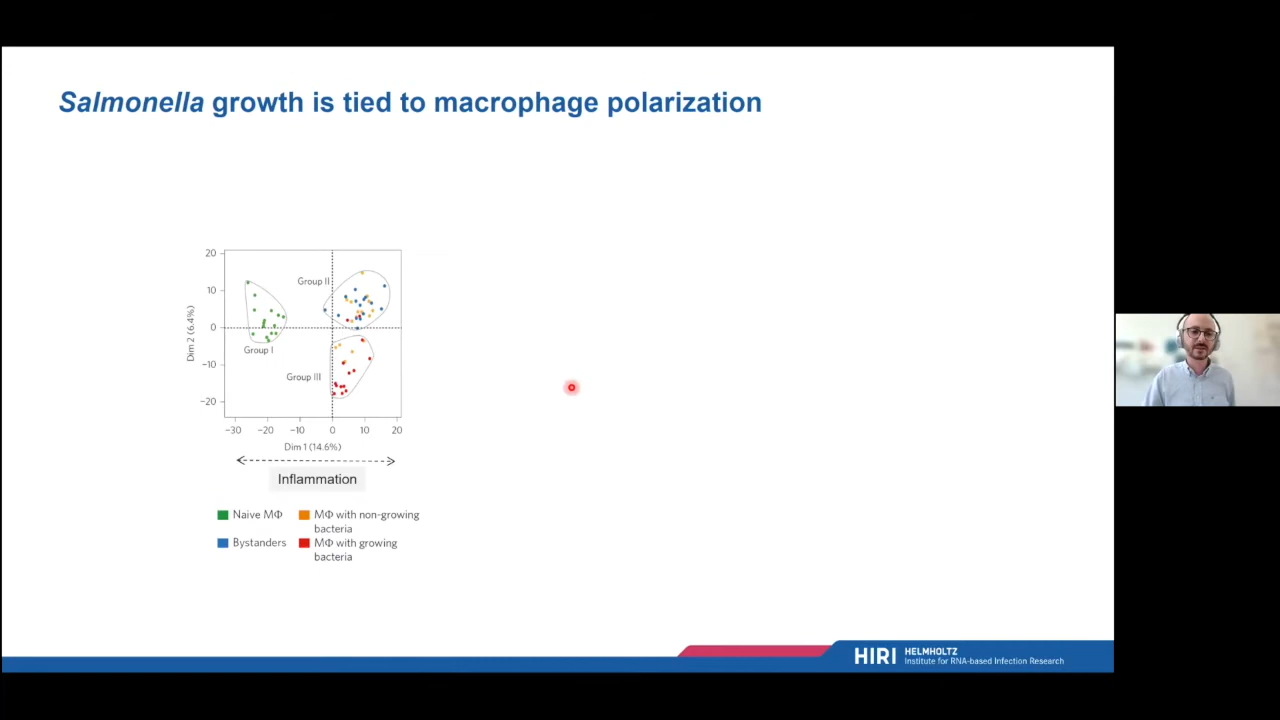 Salmonella growth is tied to macrophage polarization
20
10
0
−10
−20
Dim 2 (6.4%)
Group I
Group II
Group III
−30
−20
−10
0
10
20
Dim 1 (14.6%)
Inflammation
Naive MΦ
MΦ with non-growing
bacteria
Bystanders
MΦ with growing
bacteria
HIRI
HELMHOLTZ
Institute for RNA-based Infection Research